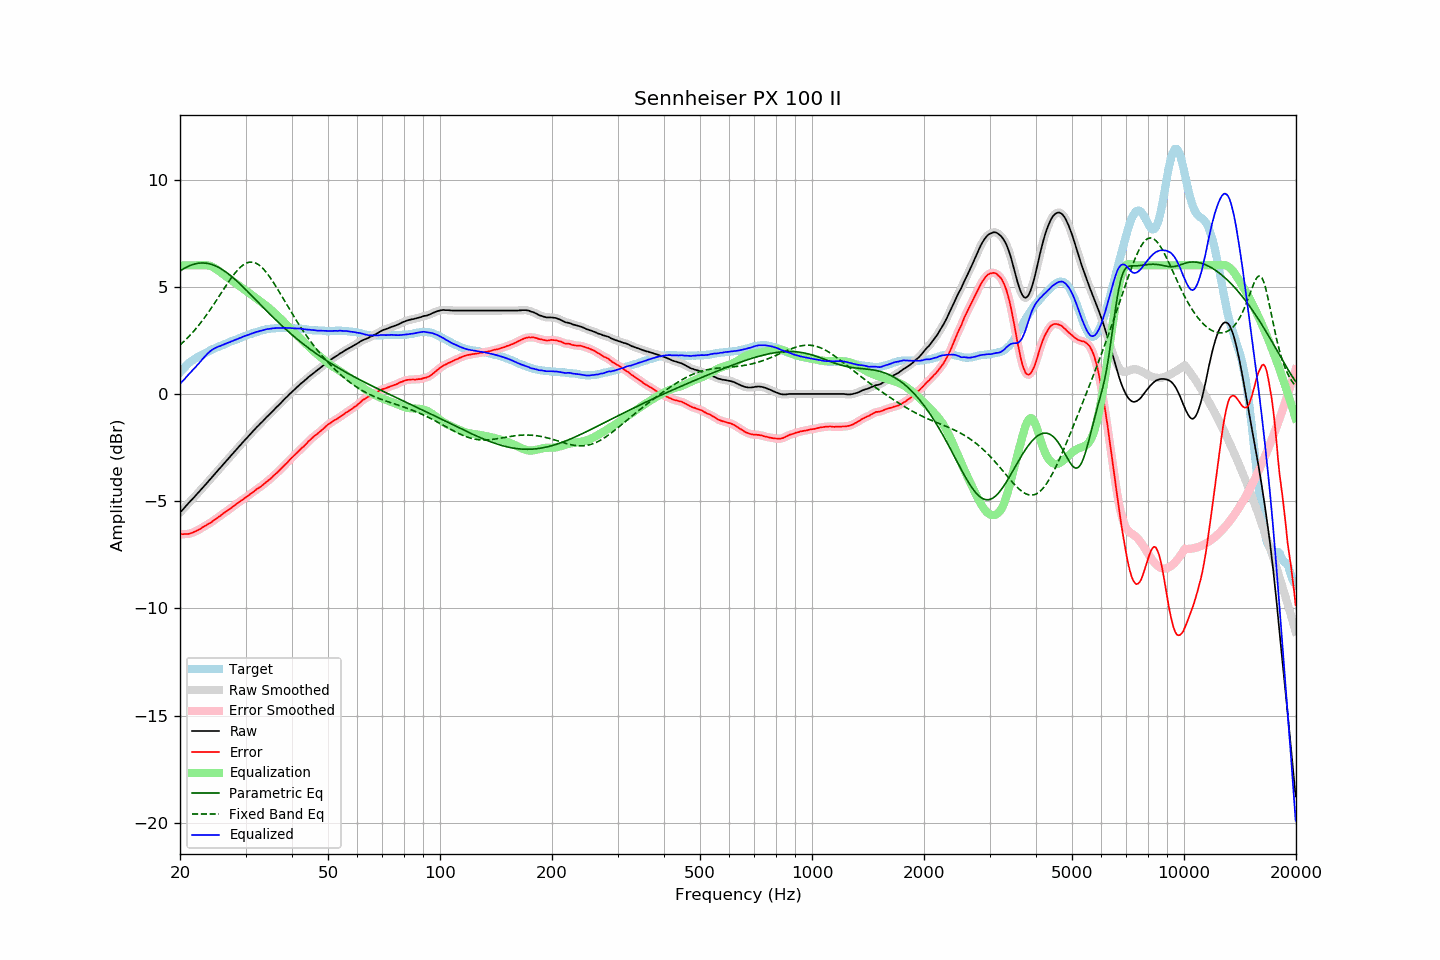 Sennheiser PX 100 II
Amplitude (dBr)
10
5
0
−5
−10
−15
−20
Target
Raw Smoothed
Error Smoothed
Raw
Error
Equalization
Parametric Eq
Fixed Band Eq
Equalized
20 50 100 200 500 1000 2000 5000 10000 20000
Frequency (Hz)